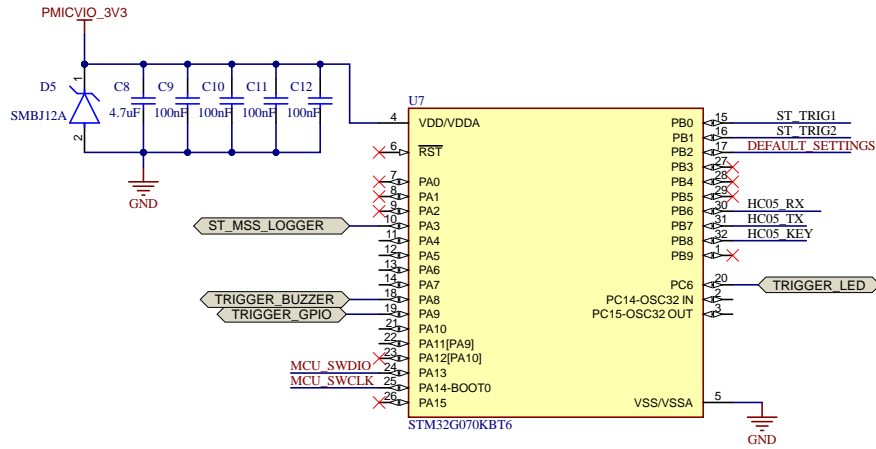 PMICVIO_3V3
D5
SMBJ12A
1
2
C8
4.7uF
C9
100nF
C10
100nF
C11
100nF
C12
100nF
GND
U7
4 VDD/VDDA
6 RST
7 PA0
8 PA1
9 PA2
ST_MSS_LOGGER 10 PA3
11 PA4
12 PA5
13 PA6
14 PA7
TRIGGER_BUZZER 18 PA8
TRIGGER_GPIO 19 PA9
21 PA10
22 PA11[PA9]
23 PA12[PA10]
MCU_SWDIO 24 PA13
MCU_SWCLK 25 PA14-BOOT0
26 PA15
PB0 15 ST_TRIG1
PB1 16 ST_TRIG2
PB2 17 DEFAULT_SETTINGS
PB3 27
PB4 28
PB5 29
PB6 30 HC05_RX
PB7 31 HC05_TX
PB8 32 HC05_KEY
PB9 1
PC6 20 TRIGGER_LED
PC14-OSC32 IN 2
PC15-OSC32 OUT 3
VSS/VSSA 5
GND
STM32G070KBT6